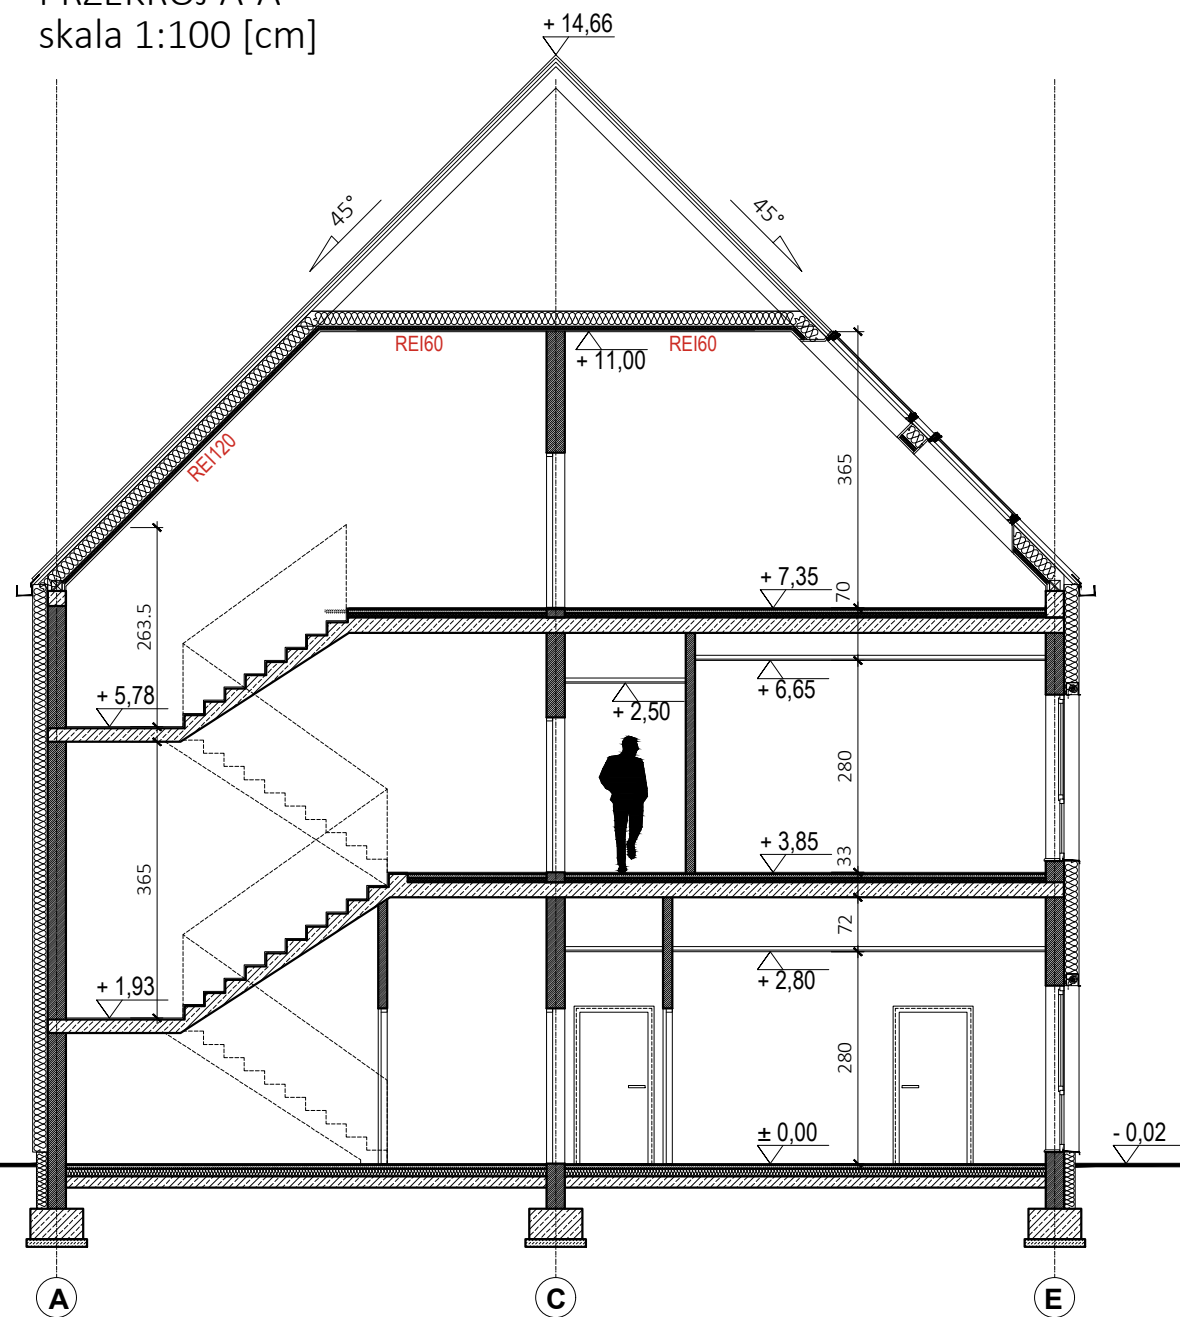 PRZEKRÓJ A-A
skala 1:100 [cm]
+ 14,66
45°
45°
REI60
REI60
+ 11,00
REI120
365
263.5
+ 7,35
70
+ 5,78
+ 6,65
+ 2,50
280
+ 3,85
33
365
72
+ 1,93
+ 2,80
280
± 0,00
- 0,02
A
C
E